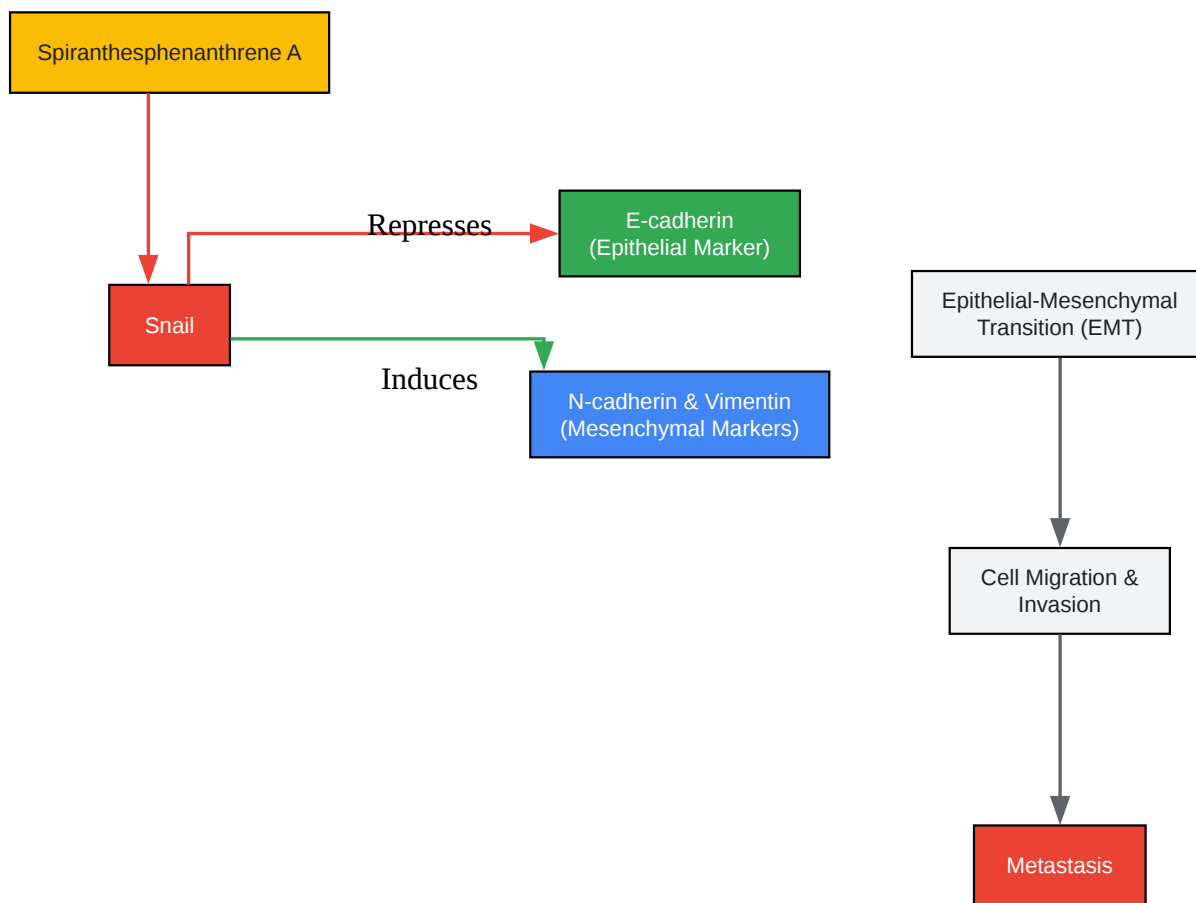 Spiranthesphenanthrene A
Represses
E-cadherin
(Epithelial Marker)
Snail
Induces
N-cadherin & Vimentin
(Mesenchymal Markers)
Epithelial-Mesenchymal
Transition (EMT)
Cell Migration &
Invasion
Metastasis